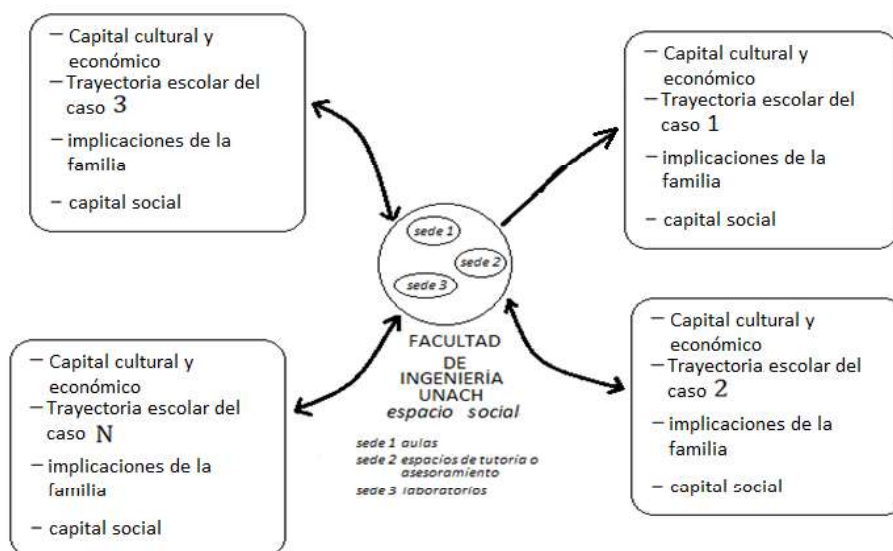 – Capital cultural y
económico
– Trayectoria escolar del
caso 3
– implicaciones de la
familia
– capital social
– Capital cultural y
económico
– Trayectoria escolar del
caso 1
– implicaciones de la
familia
– capital social
sede 1
sede 2
sede 3
FACULTAD
DE
INGENIERÍA
UNACH
espacio social
sede 1 aulas
sede 2 espacios de tutoría o
asesoramiento
sede 3 laboratorios
– Capital cultural y
económico
– Trayectoria escolar del
caso N
– implicaciones de la
familia
– capital social
– Capital cultural y
económico
– Trayectoria escolar del
caso 2
– implicaciones de la
familia
– capital social